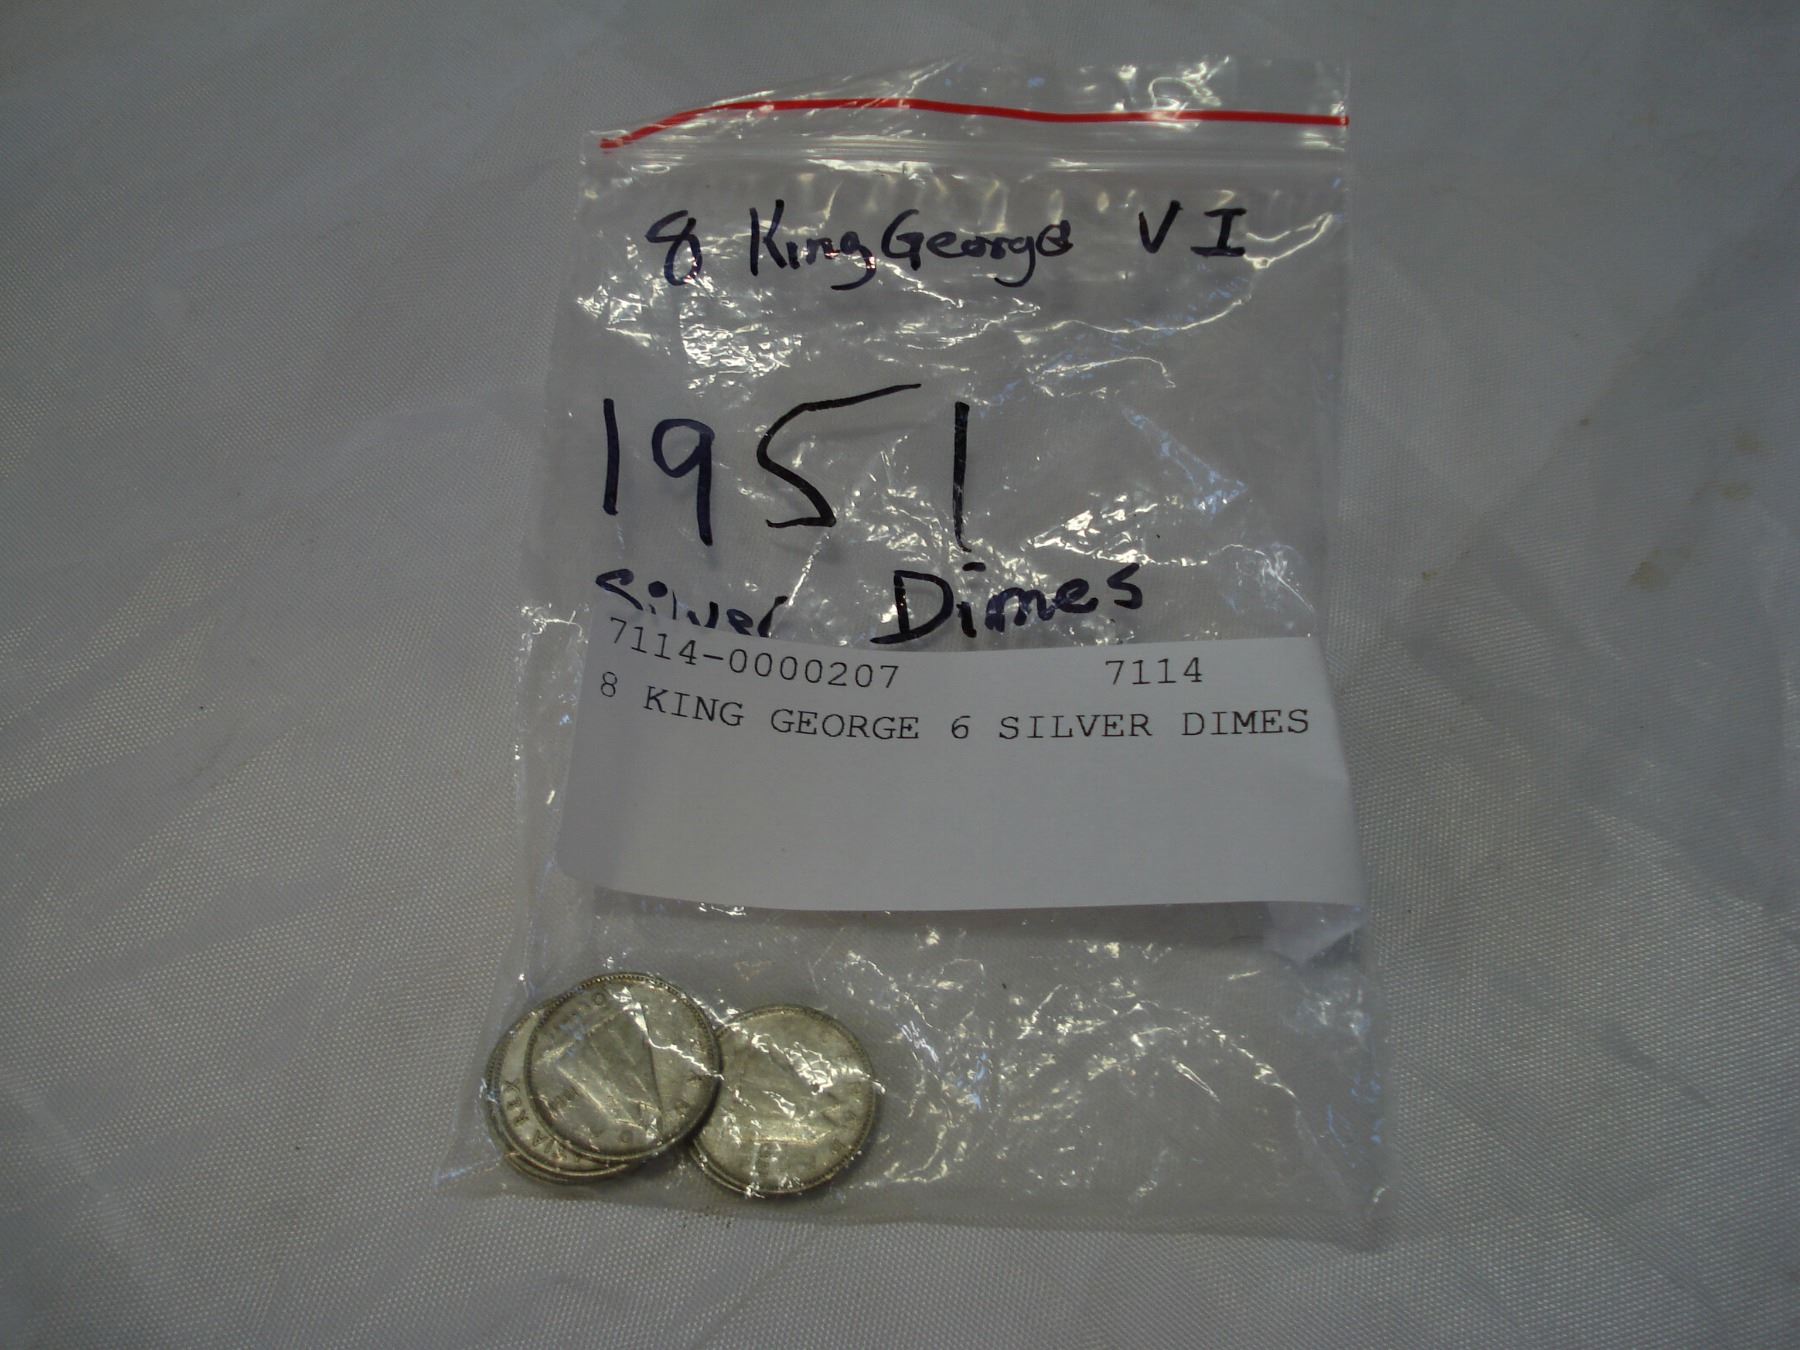 8 King George VI
1951
Silver Dimes
7114-0000207 7114
8 KING GEORGE 6 SILVER DIMES